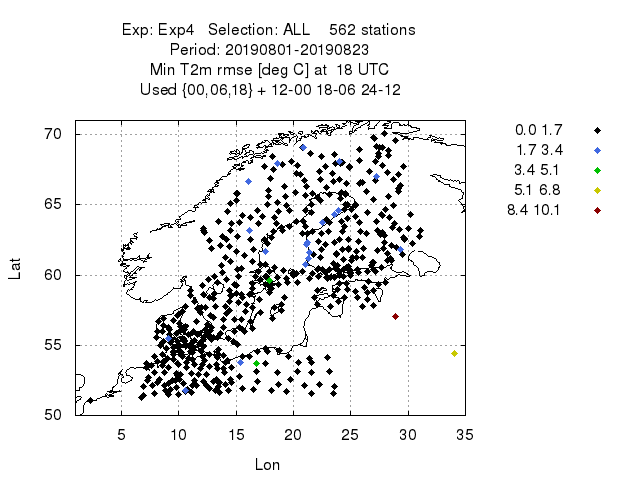 Exp: Exp4 Selection: ALL 562 stations
Period: 20190801-20190823
Min T2m rmse [deg C] at 18 UTC
Used {00,06,18} + 12-00 18-06 24-12
70
65
60
55
50
Lat
5 10 15 20 25 30 35
Lon
0.0 1.7
1.7 3.4
3.4 5.1
5.1 6.8
8.4 10.1